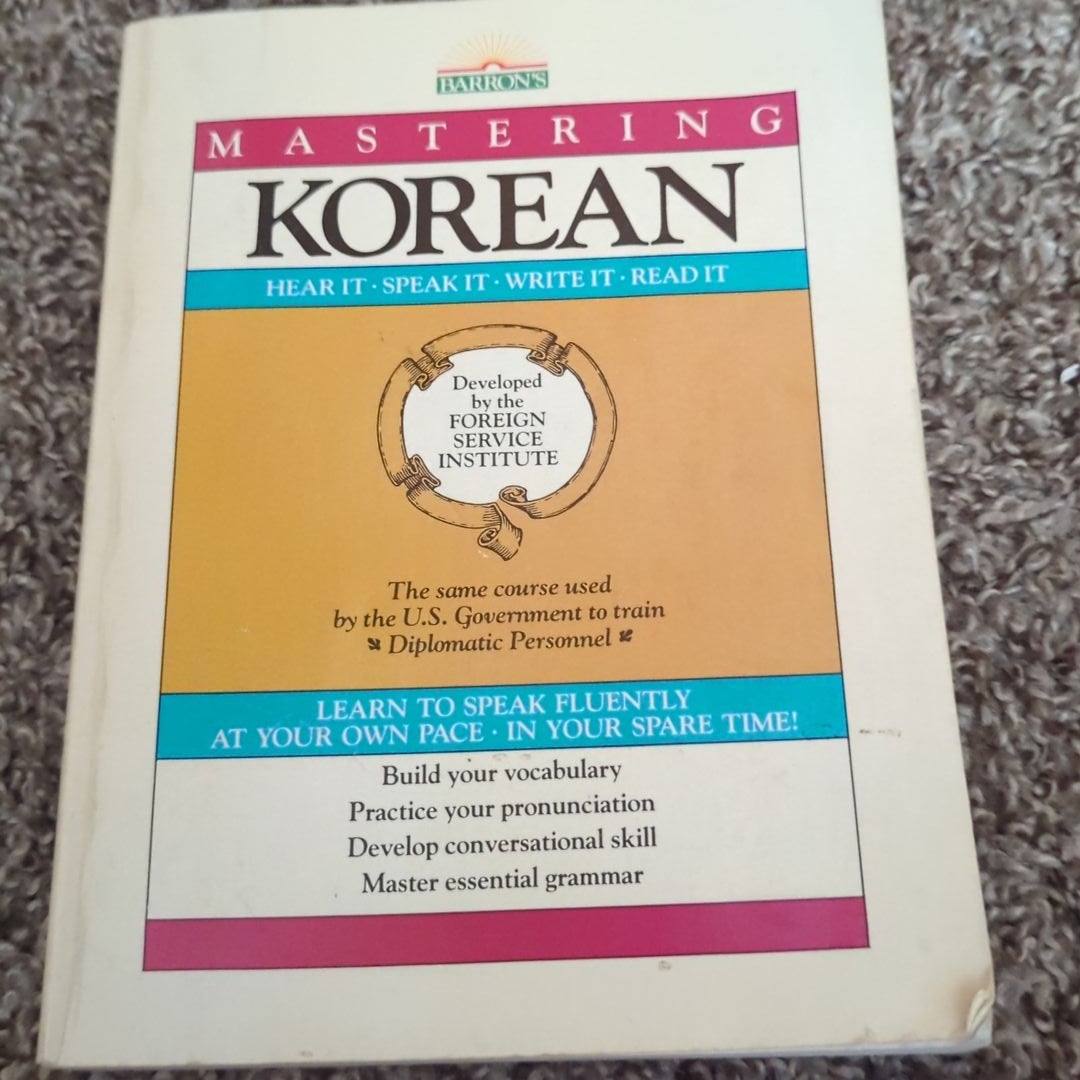 BARRON'S
MASTERING
KOREAN
HEAR IT · SPEAK IT · WRITE IT · READ IT
Developed
by the
FOREIGN
SERVICE
INSTITUTE
The same course used
by the U.S. Government to train
Diplomatic Personnel
LEARN TO SPEAK FLUENTLY
AT YOUR OWN PACE · IN YOUR SPARE TIME!
Build your vocabulary
Practice your pronunciation
Develop conversational skill
Master essential grammar